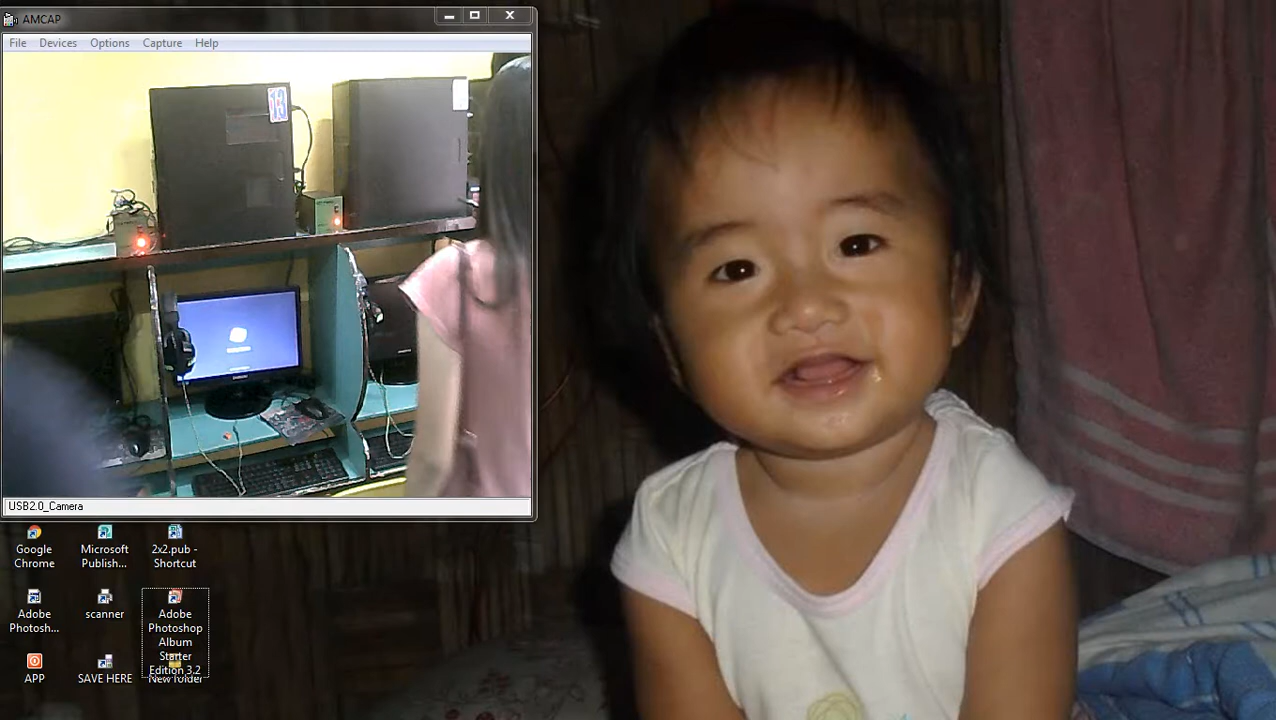 AMCAP
File Devices Options Capture Help
13
USB2.0_Camera
Google
Chrome
Microsoft
Publish...
2x2.pub -
Shortcut
Adobe
Photosh...
scanner
Adobe
Photoshop
Album
Starter
Edition 3.2
APP
SAVE HERE
New folder